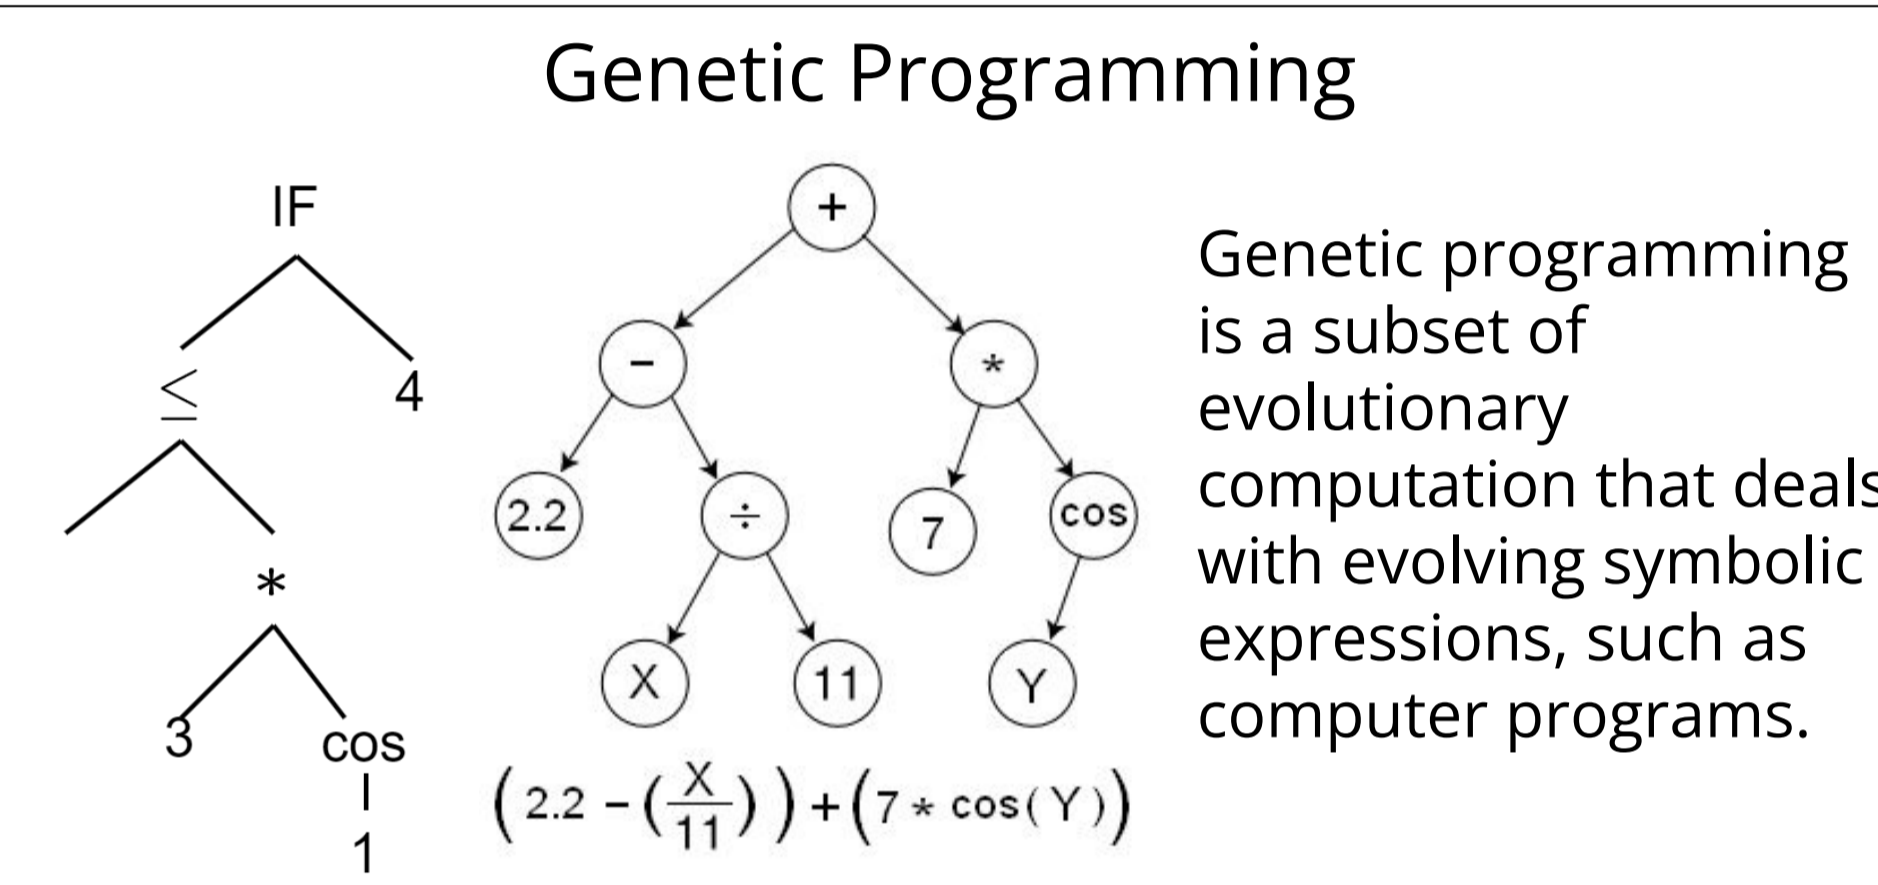 Genetic Programming
IF
≤
4
*
3
cos
1
+
−
*
2.2
÷
7
cos
X
11
Y
(2.2 − (X/11)) + (7 * cos(Y))
Genetic programming
is a subset of
evolutionary
computation that deals
with evolving symbolic
expressions, such as
computer programs.